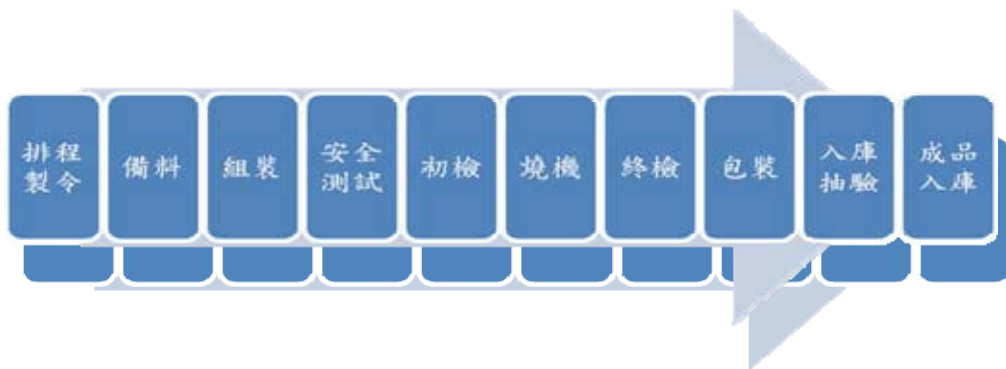 排程
製令
備料
組裝
安全
測試
初檢
燒機
終檢
包裝
入庫
抽驗
成品
入庫